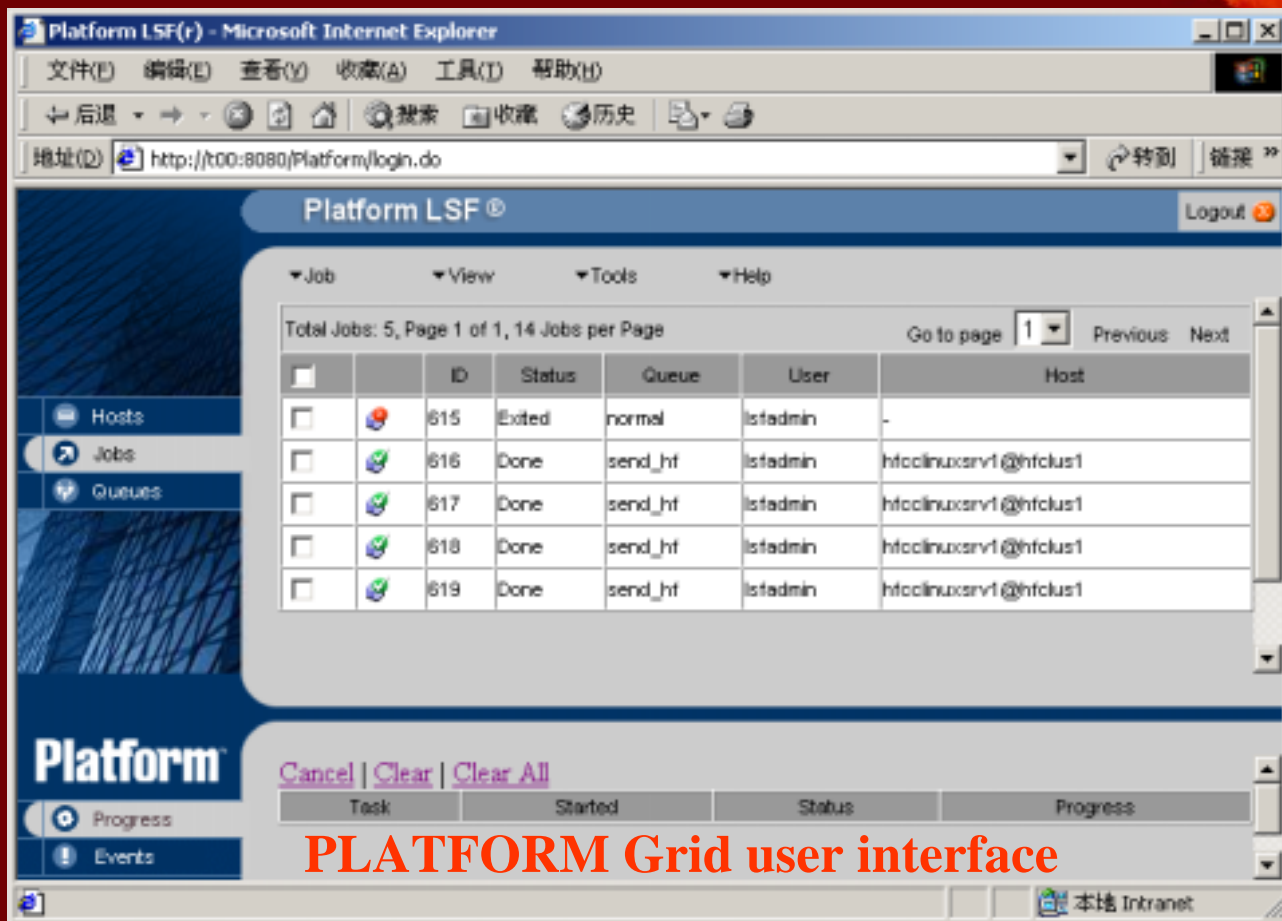 Platform LSF(r) - Microsoft Internet Explorer
文件(F) 编辑(E) 查看(V) 收藏(A) 工具(T) 帮助(H)
后退 搜索 收藏 历史
地址(D) http://t00:8080/Platform/login.do 转到 链接 »
Platform LSF ®
Logout
Job View Tools Help
Total Jobs: 5, Page 1 of 1, 14 Jobs per Page Go to page 1 Previous Next
ID Status Queue User Host
615 Exited normal lsfadmin -
616 Done send_hf lsfadmin hfcclinuxsrv1@hfclus1
617 Done send_hf lsfadmin hfcclinuxsrv1@hfclus1
618 Done send_hf lsfadmin hfcclinuxsrv1@hfclus1
619 Done send_hf lsfadmin hfcclinuxsrv1@hfclus1
Hosts
Jobs
Queues
Platform
Progress
Events
Cancel | Clear | Clear All
Task Started Status Progress
PLATFORM Grid user interface
本地 Intranet